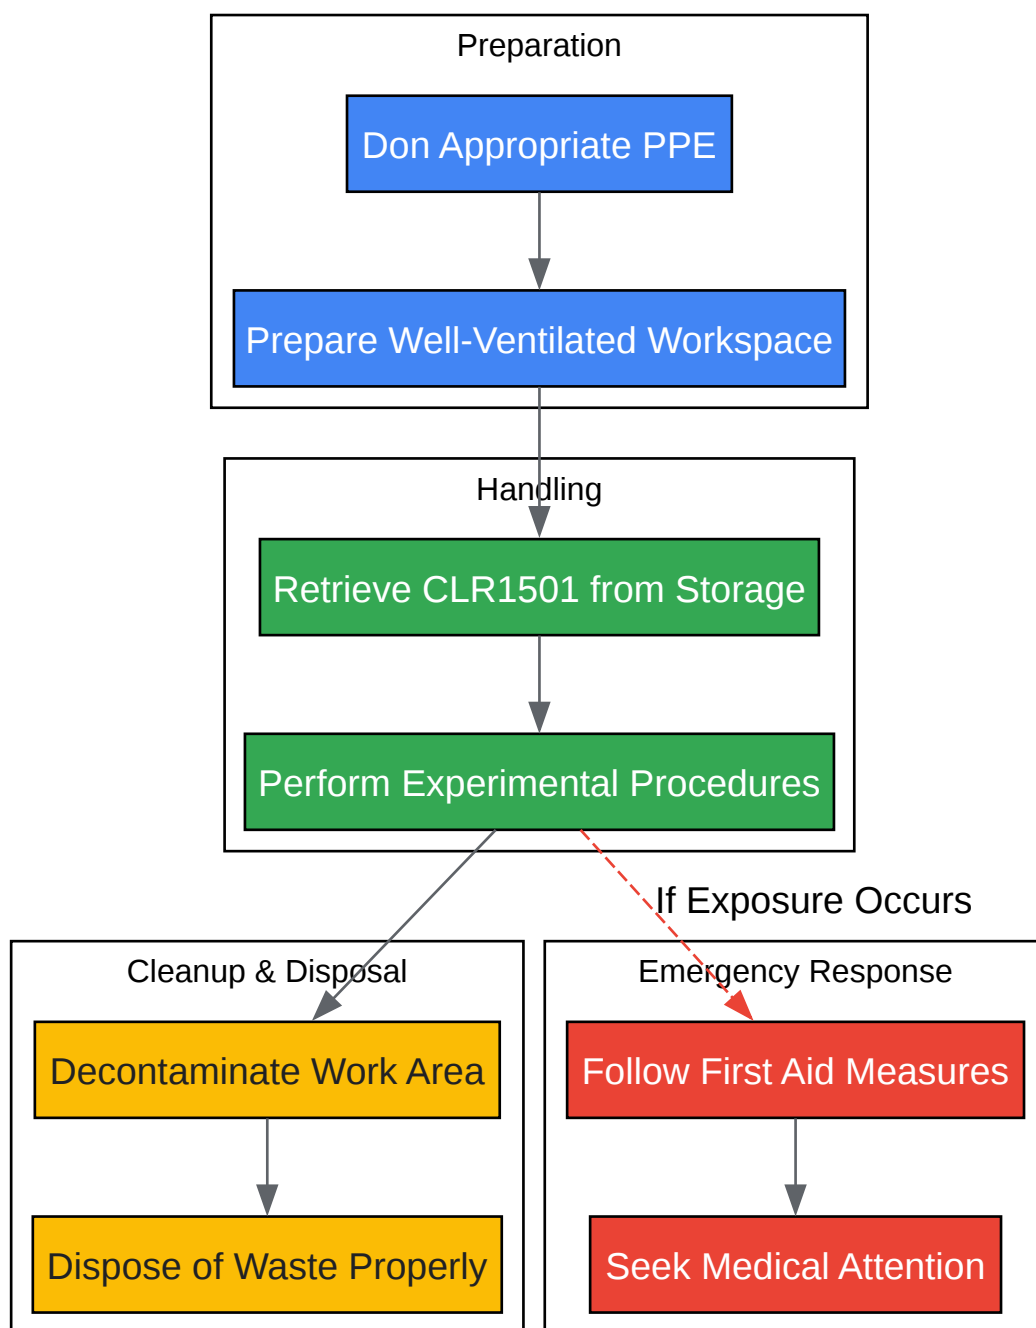 Preparation
Don Appropriate PPE
Prepare Well-Ventilated Workspace
Handling
Retrieve CLR1501 from Storage
Perform Experimental Procedures
If Exposure Occurs
Cleanup & Disposal
Decontaminate Work Area
Dispose of Waste Properly
Emergency Response
Follow First Aid Measures
Seek Medical Attention